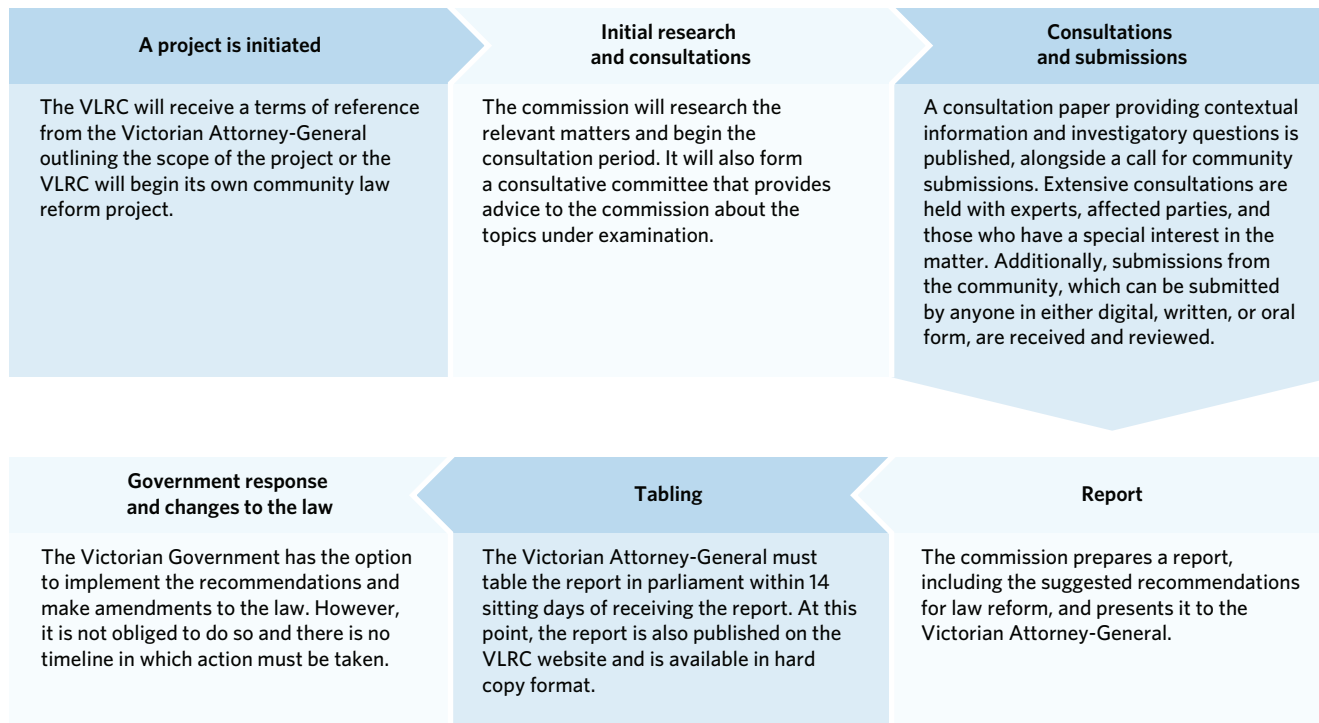 A project is initiated
The VLRC will receive a terms of reference
from the Victorian Attorney-General
outlining the scope of the project or the
VLRC will begin its own community law
reform project.
Initial research
and consultations
The commission will research the
relevant matters and begin the
consultation period. It will also form
a consultative committee that provides
advice to the commission about the
topics under examination.
Consultations
and submissions
A consultation paper providing contextual
information and investigatory questions is
published, alongside a call for community
submissions. Extensive consultations are
held with experts, affected parties, and
those who have a special interest in the
matter. Additionally, submissions from
the community, which can be submitted
by anyone in either digital, written, or oral
form, are received and reviewed.
Report
The commission prepares a report,
including the suggested recommendations
for law reform, and presents it to the
Victorian Attorney-General.
Tabling
The Victorian Attorney-General must
table the report in parliament within 14
sitting days of receiving the report. At this
point, the report is also published on the
VLRC website and is available in hard
copy format.
Government response
and changes to the law
The Victorian Government has the option
to implement the recommendations and
make amendments to the law. However,
it is not obliged to do so and there is no
timeline in which action must be taken.